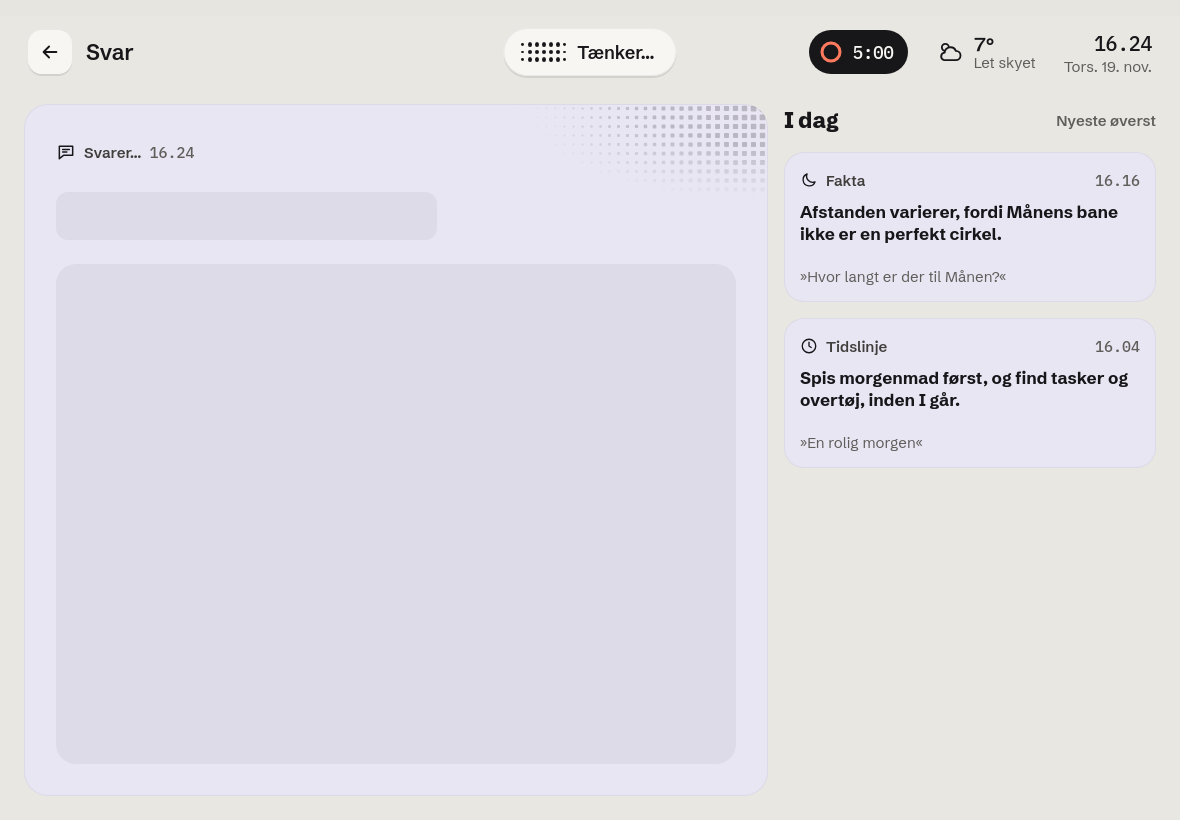 Svar
Tænker...
5:00
7°
Let skyet
16.24
Tors. 19. nov.
Svarer... 16.24
I dag
Nyeste øverst
Fakta
16.16
Afstanden varierer, fordi Månens bane
ikke er en perfekt cirkel.
»Hvor langt er der til Månen?«
Tidslinje
16.04
Spis morgenmad først, og find tasker og
overtøj, inden I går.
»En rolig morgen«